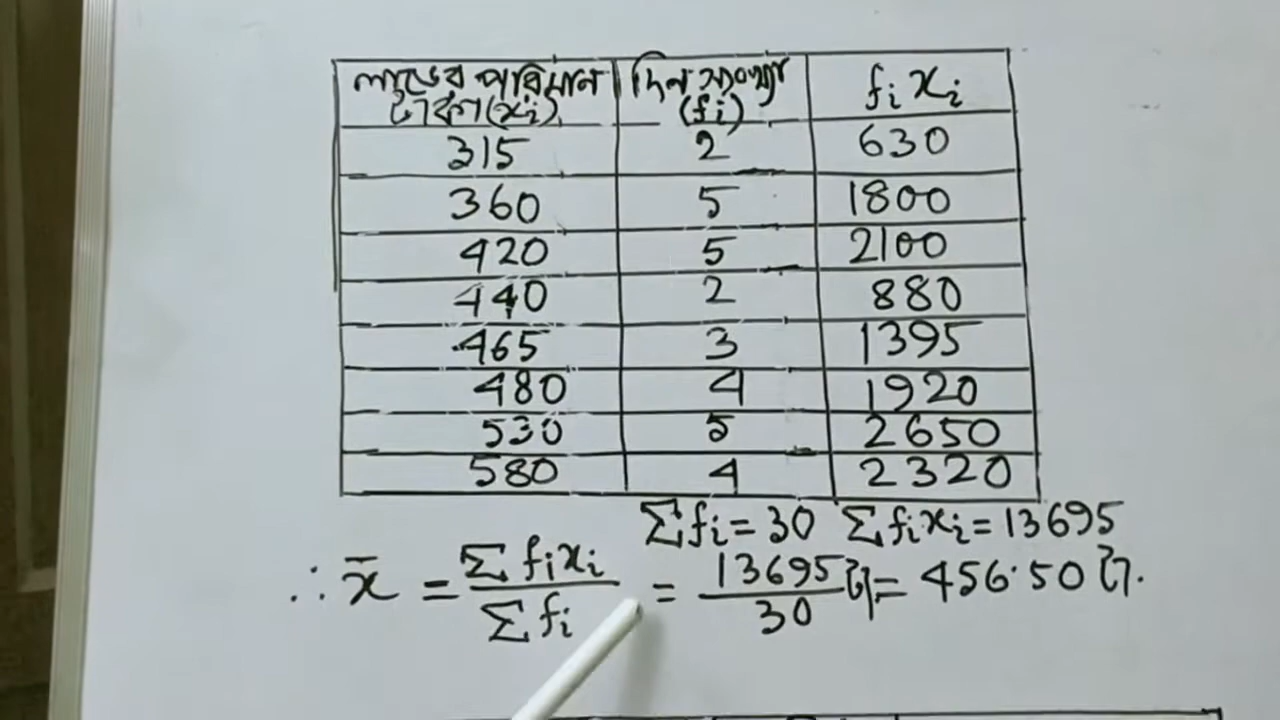 লাভের পরিমান টাকা(xᵢ) | দিন সংখ্যা (fᵢ) | fᵢxᵢ
315 | 2 | 630
360 | 5 | 1800
420 | 5 | 2100
440 | 2 | 880
465 | 3 | 1395
480 | 4 | 1920
530 | 5 | 2650
580 | 4 | 2320
Σfᵢ = 30 Σfᵢxᵢ = 13695
∴ x̄ = Σfᵢxᵢ / Σfᵢ = 13695 / 30 টা = 456.50 টা.